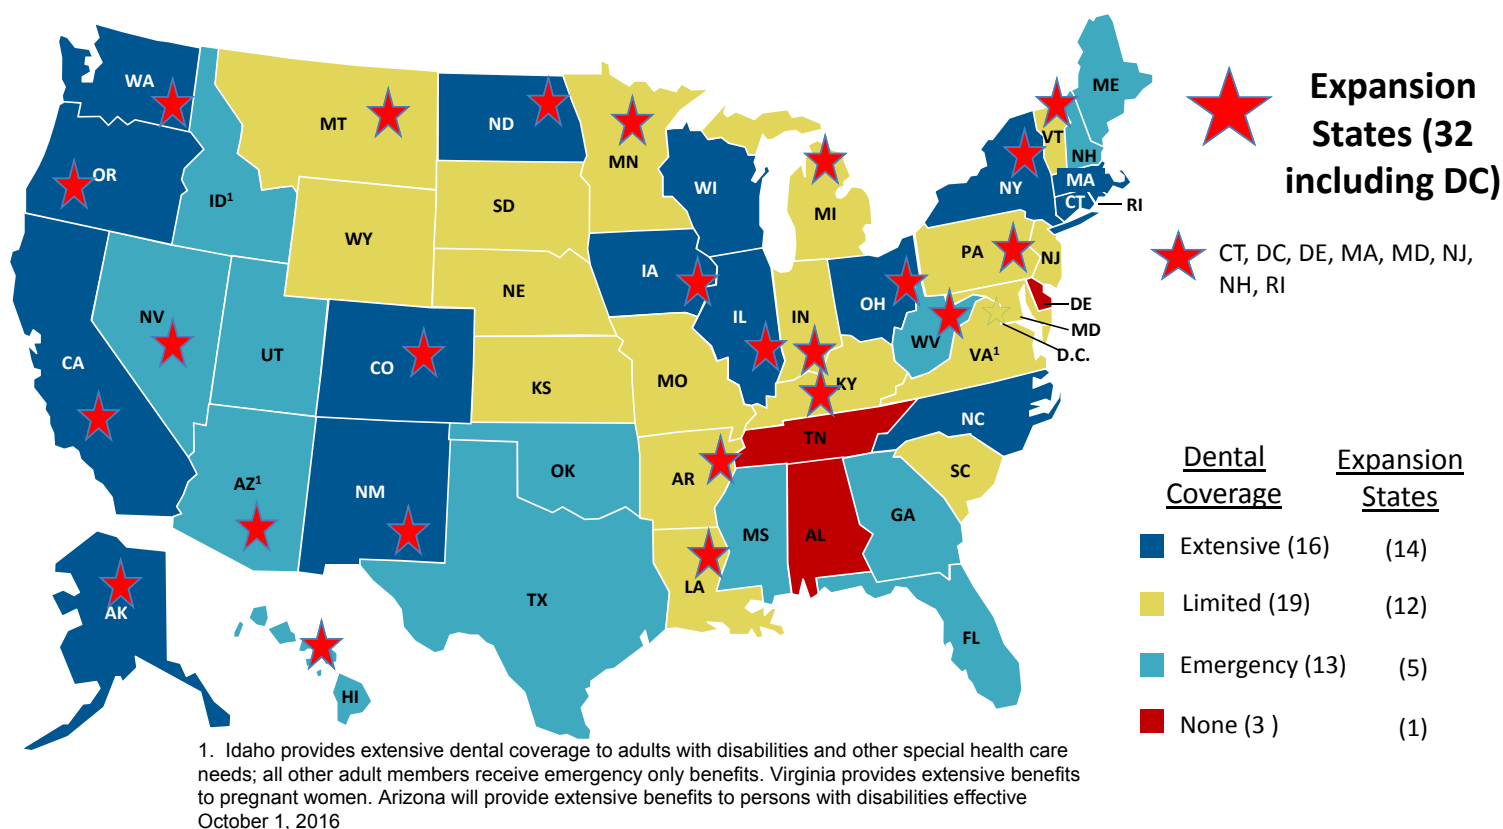 WA
MT
ND
MN
OR
ID¹
WY
SD
WI
MI
NY
VT
ME
NH
MA
CT
RI
PA
NJ
IA
NE
NV
UT
CO
CA
IL
IN
OH
WV
DE
MD
D.C.
VA¹
KY
KS
MO
NC
TN
SC
AZ¹
NM
OK
AR
MS
AL
GA
TX
LA
FL
AK
HI
Expansion
States (32
including DC)
CT, DC, DE, MA, MD, NJ,
NH, RI
Dental
Coverage
Expansion
States
Extensive (16) (14)
Limited (19) (12)
Emergency (13) (5)
None (3 ) (1)
1. Idaho provides extensive dental coverage to adults with disabilities and other special health care
needs; all other adult members receive emergency only benefits. Virginia provides extensive benefits
to pregnant women. Arizona will provide extensive benefits to persons with disabilities effective
October 1, 2016